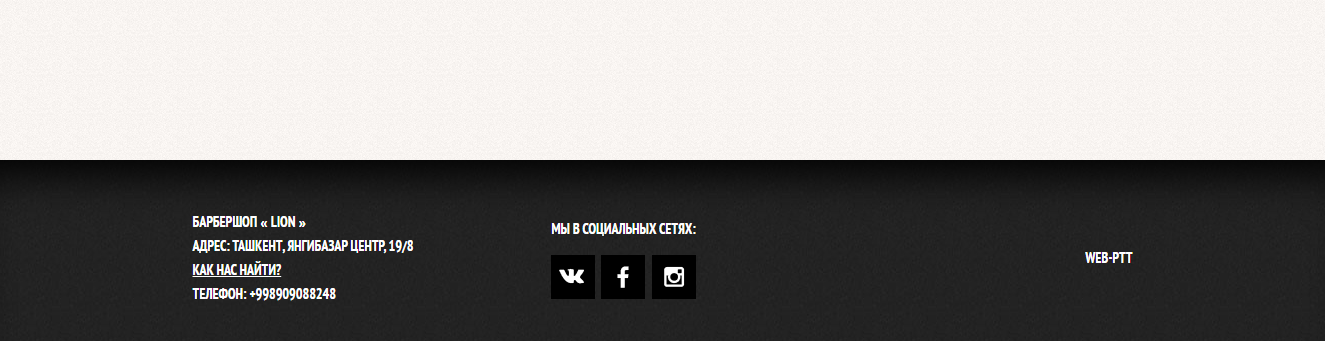 БАРБЕРШОП « LION »
АДРЕС: ТАШКЕНТ, ЯНГИБАЗАР ЦЕНТР, 19/8
КАК НАС НАЙТИ?
ТЕЛЕФОН: +998909088248
МЫ В СОЦИАЛЬНЫХ СЕТЯХ:
WEB-PTT